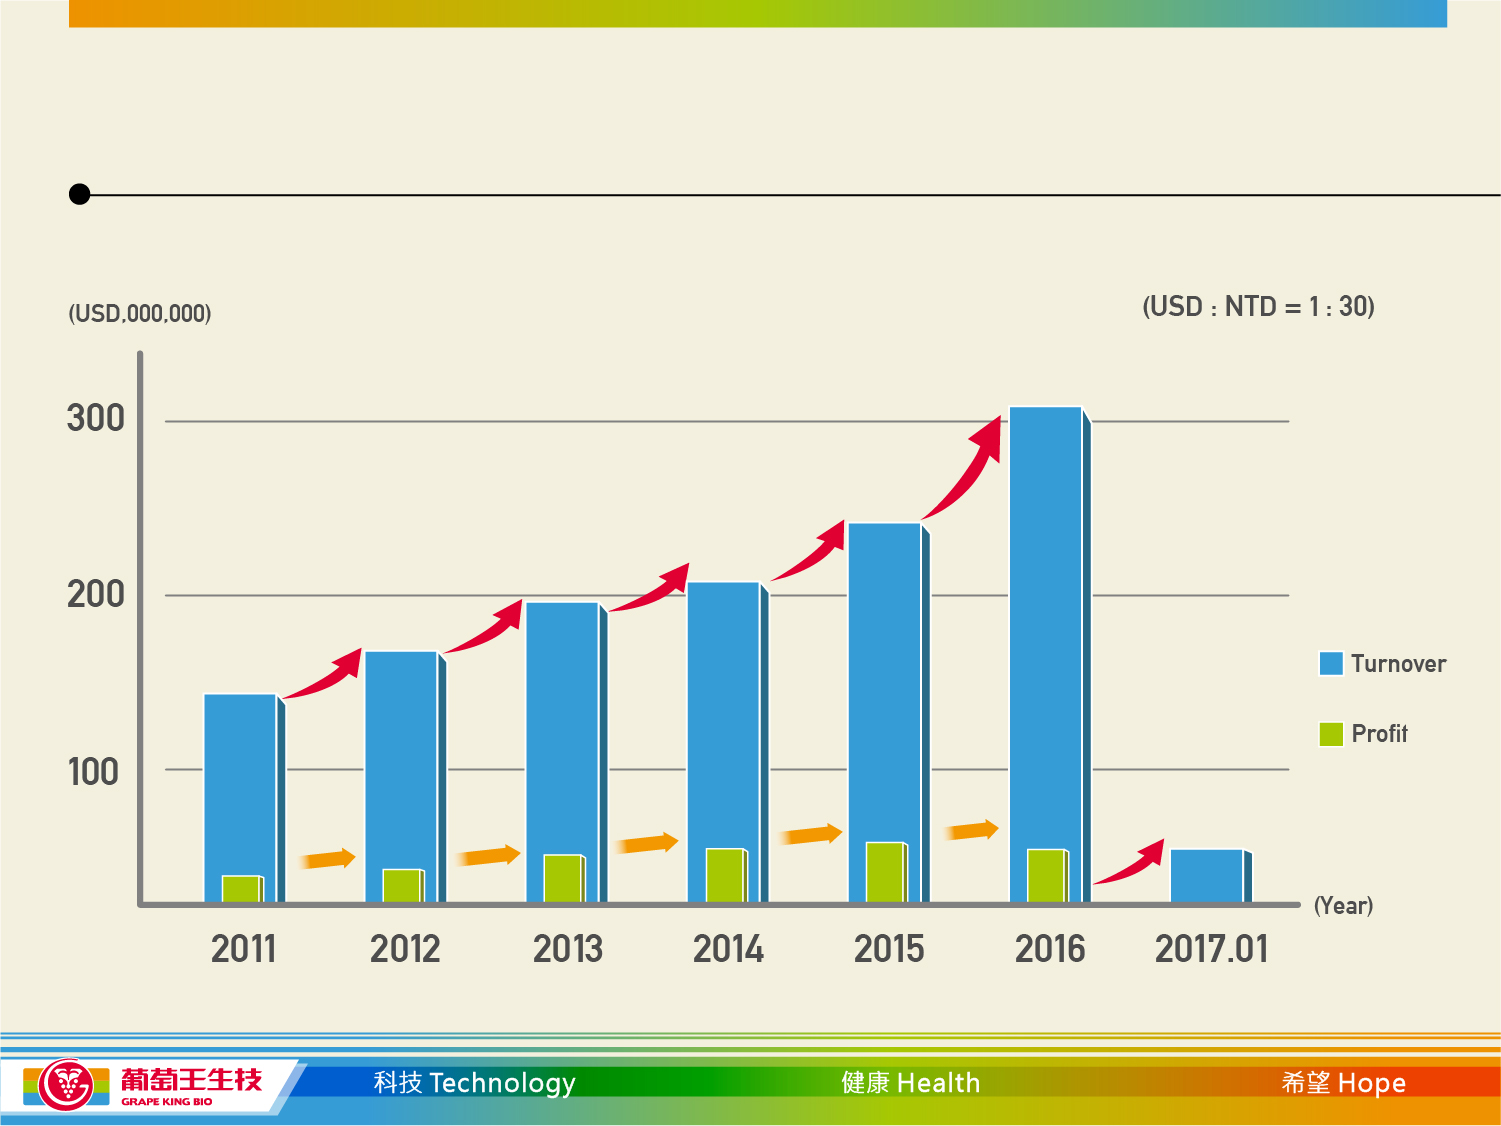 (USD,000,000)
(USD : NTD = 1 : 30)
300
200
100
Turnover
Profit
(Year)
2011
2012
2013
2014
2015
2016
2017.01
葡萄王生技
GRAPE KING BIO
科技 Technology
健康 Health
希望 Hope